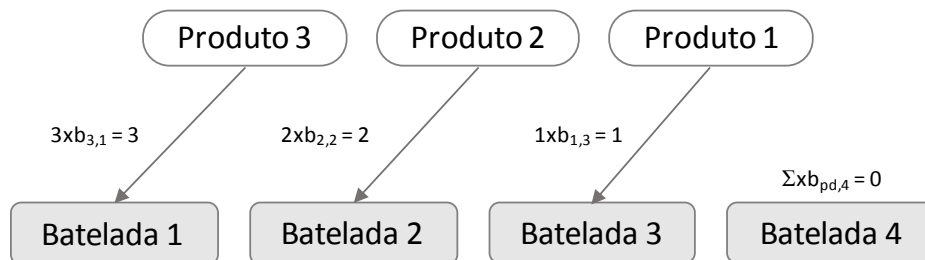 Produto 3
Produto 2
Produto 1
3xb3,1 = 3
2xb2,2 = 2
1xb1,3 = 1
Σxbpd,4 = 0
Batelada 1
Batelada 2
Batelada 3
Batelada 4